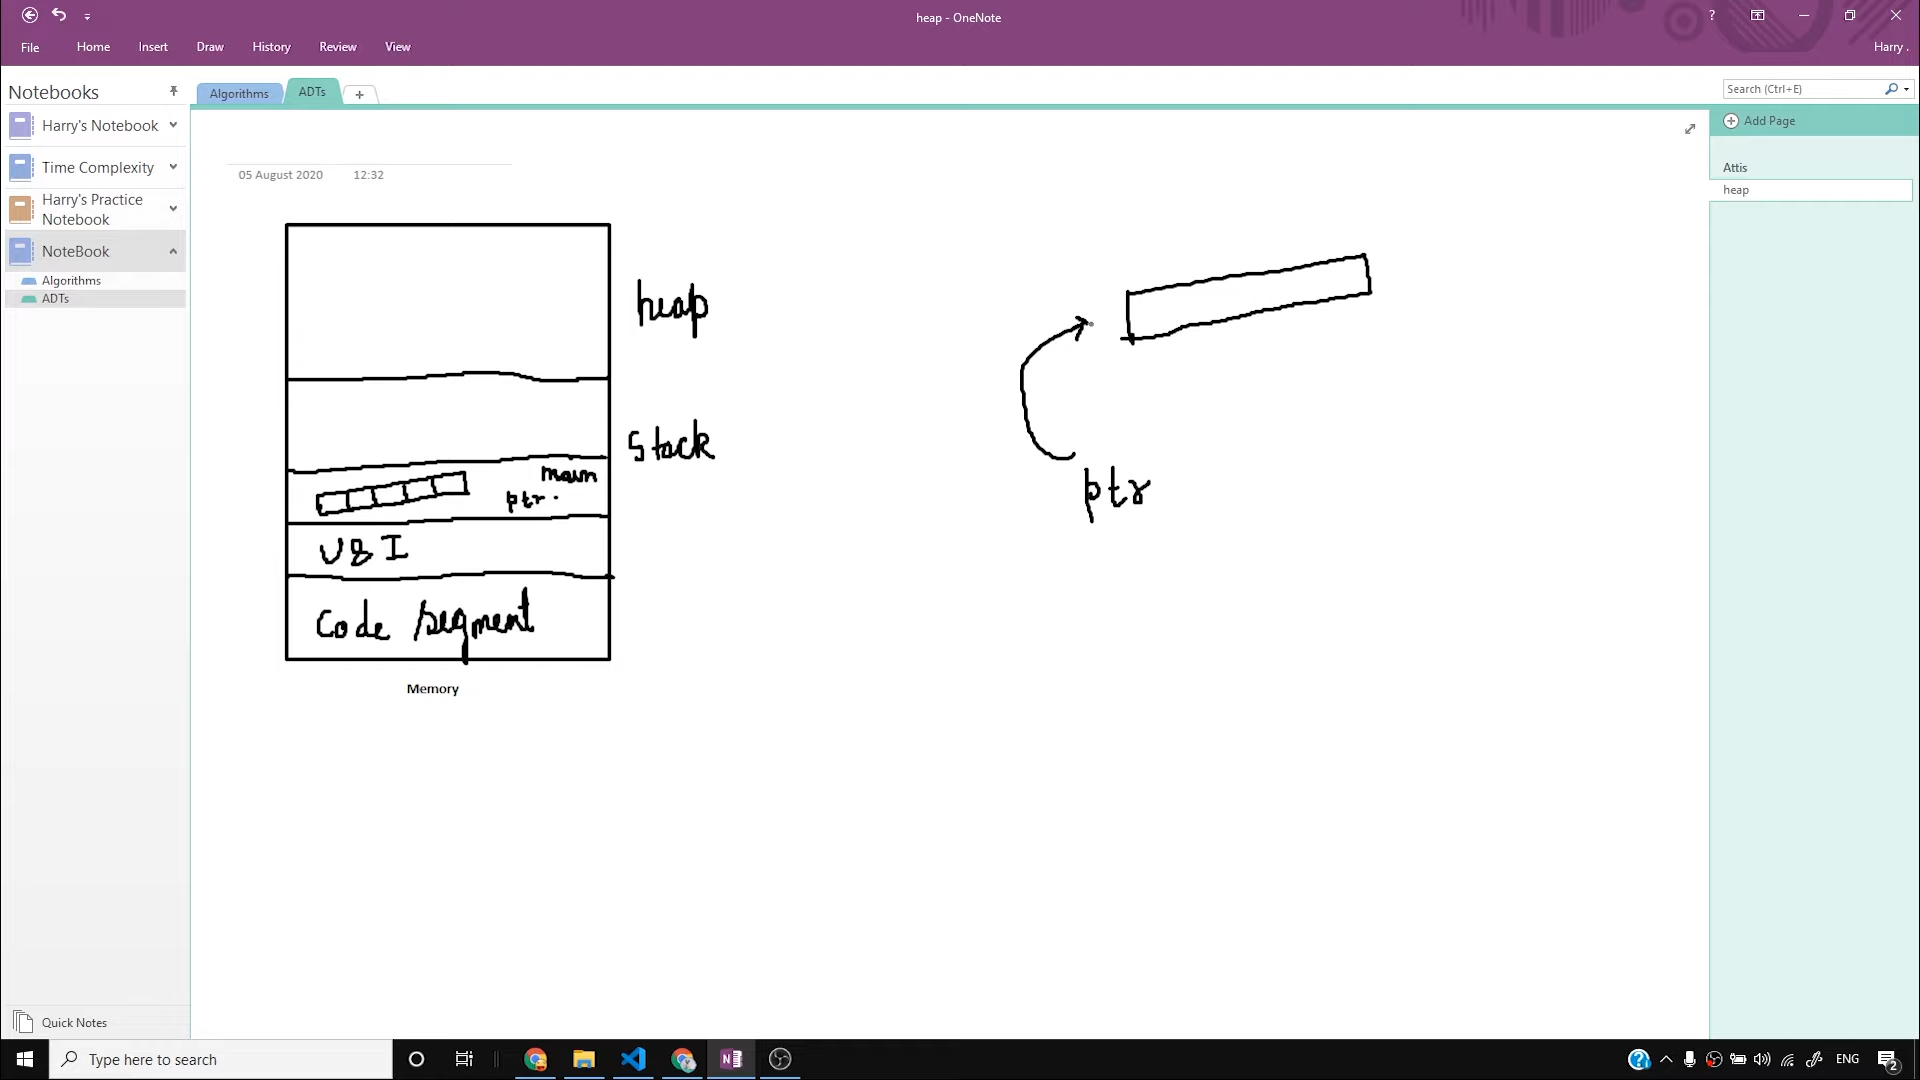 heap - OneNote
?
File Home Insert Draw History Review View
Harry .
Notebooks
Algorithms ADTs +
Search (Ctrl+E)
Harry's Notebook
Add Page
Time Complexity
Attis
heap
Harry's Practice
Notebook
NoteBook
Algorithms
ADTs
05 August 2020 12:32
heap
stack
main
ptr .
ptr
V & I
Code segment
Memory
Quick Notes
Type here to search
ENG
2